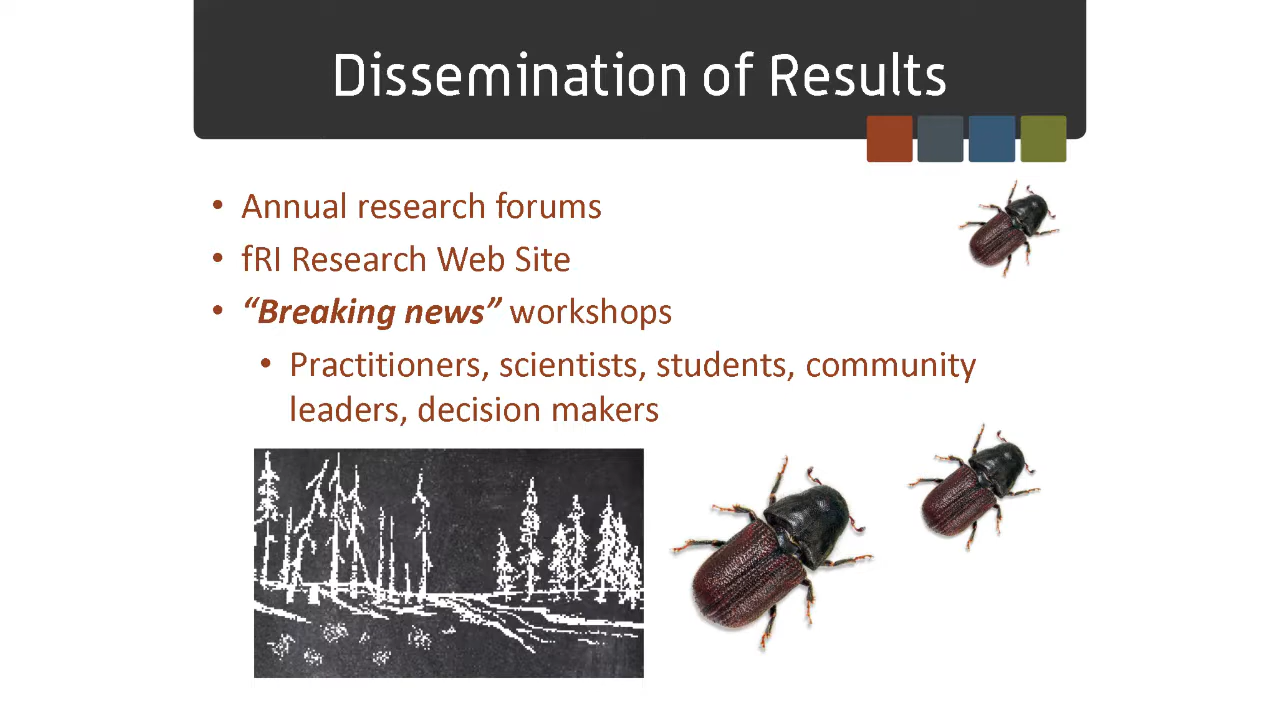 Dissemination of Results
• Annual research forums
• fRI Research Web Site
• “Breaking news” workshops
• Practitioners, scientists, students, community
leaders, decision makers